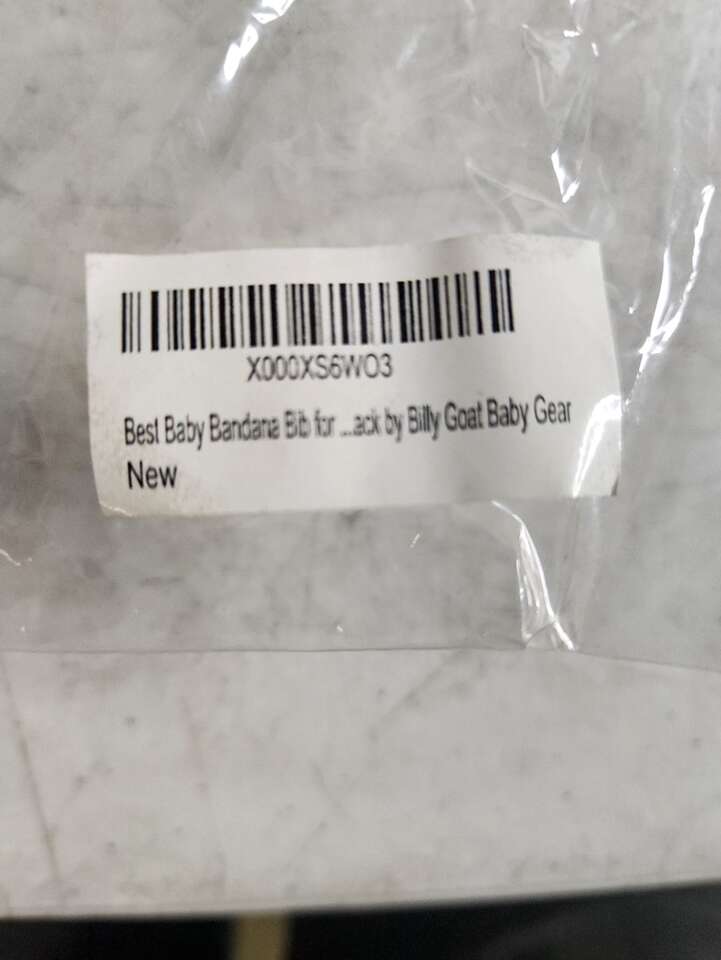 X000XS6WO3
Best Baby Bandana Bib for ...ack by Billy Goat Baby Gear
New